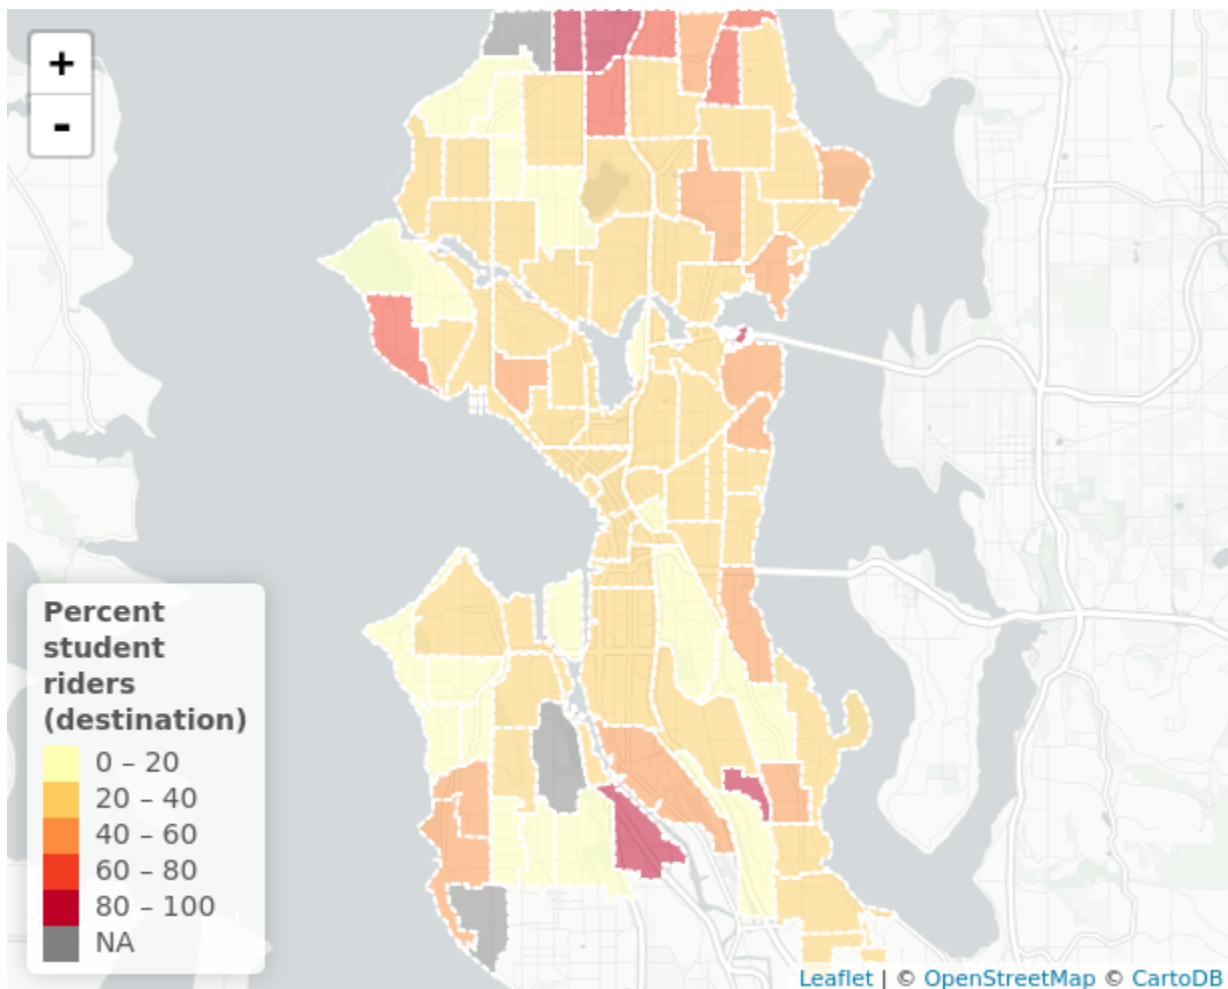 +
-
Percent
student
riders
(destination)
0 – 20
20 – 40
40 – 60
60 – 80
80 – 100
NA
Leaflet | © OpenStreetMap © CartoDB